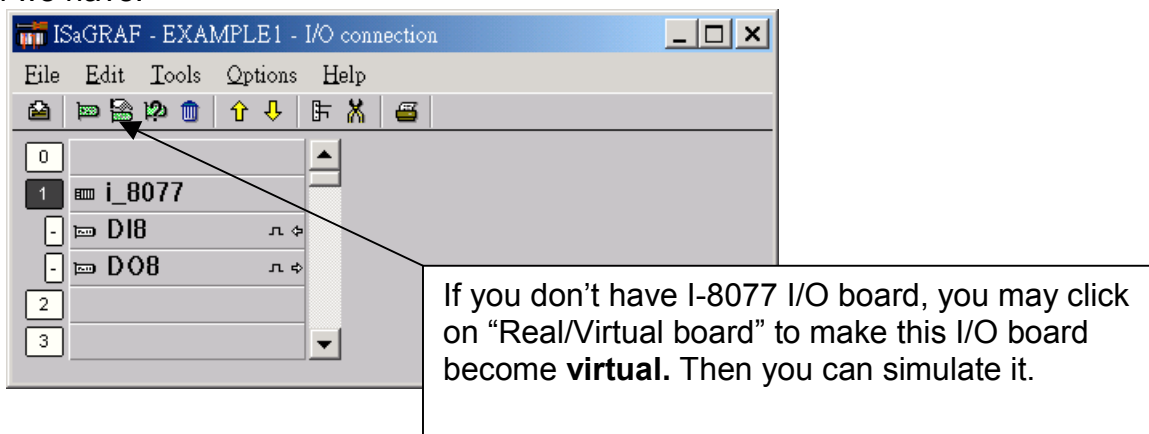 ISaGRAF - EXAMPLE1 - I/O connection
File Edit Tools Options Help
0
1 i_8077
- DI8
- DO8
2
3
If you don’t have I-8077 I/O board, you may click
on “Real/Virtual board” to make this I/O board
become virtual. Then you can simulate it.